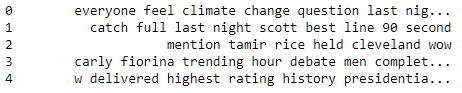 0 everyone feel climate change question last nig...
1 catch full last night scott best line 90 second
2 mention tamir rice held cleveland wow
3 carly fiorina trending hour debate men complet...
4 w delivered highest rating history presidentia...